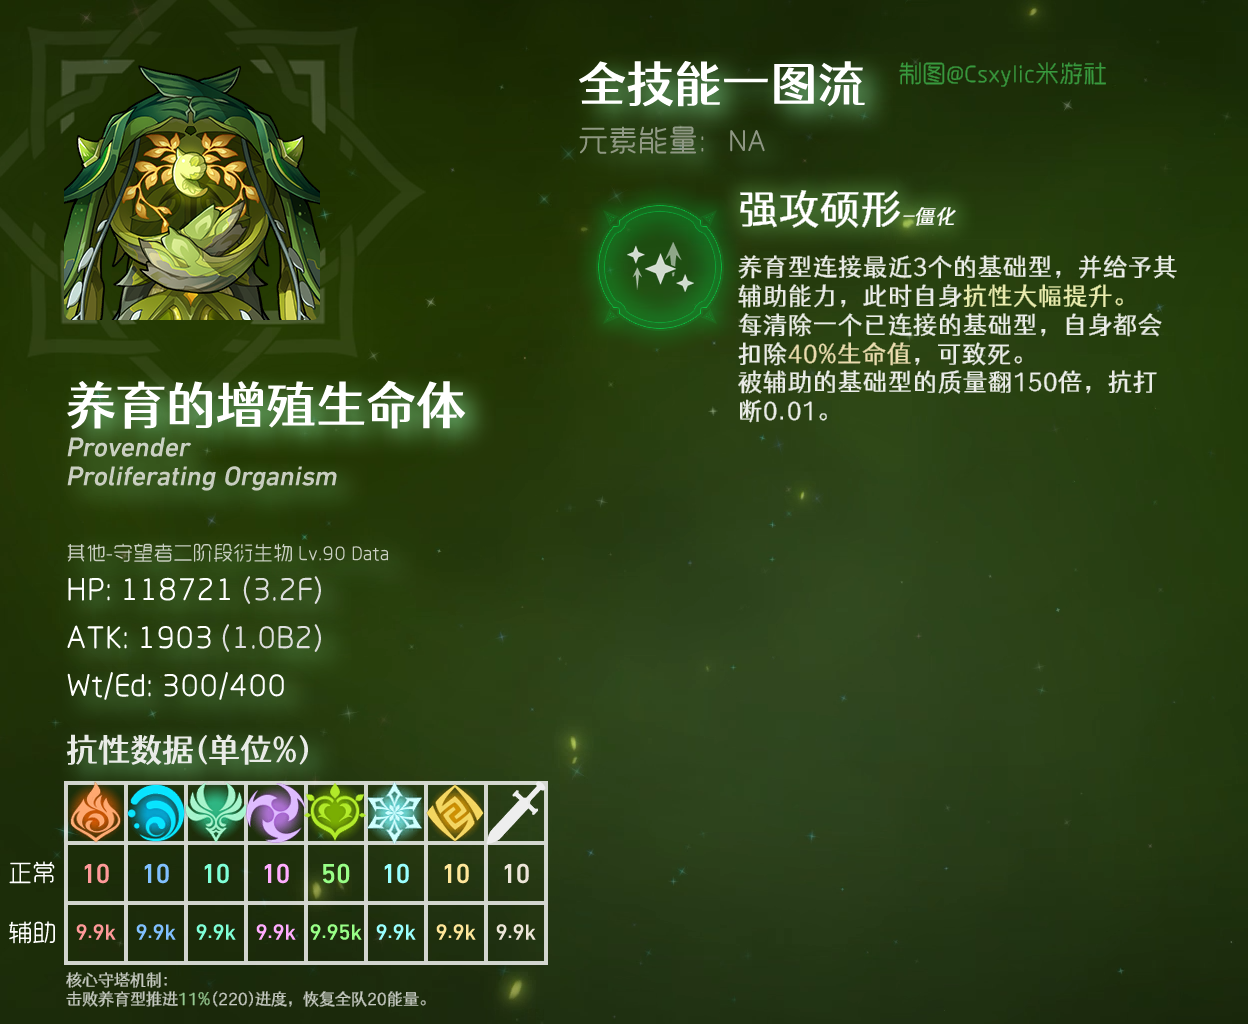 全技能一图流
制图@Csxylic米游社
元素能量： NA
强攻硕形-僵化
养育型连接最近3个的基础型，并给予其
辅助能力，此时自身抗性大幅提升。
每清除一个已连接的基础型，自身都会
扣除40%生命值，可致死。
被辅助的基础型的质量翻150倍，抗打
断0.01。
养育的增殖生命体
Provender
Proliferating Organism
其他-守望者二阶段衍生物 Lv.90 Data
HP: 118721 (3.2F)
ATK: 1903 (1.0B2)
Wt/Ed: 300/400
抗性数据(单位%)
正常 10 10 10 10 50 10 10 10
辅助 9.9k 9.9k 9.9k 9.9k 9.95k 9.9k 9.9k 9.9k
核心守塔机制：
击败养育型推进11%(220)进度，恢复全队20能量。